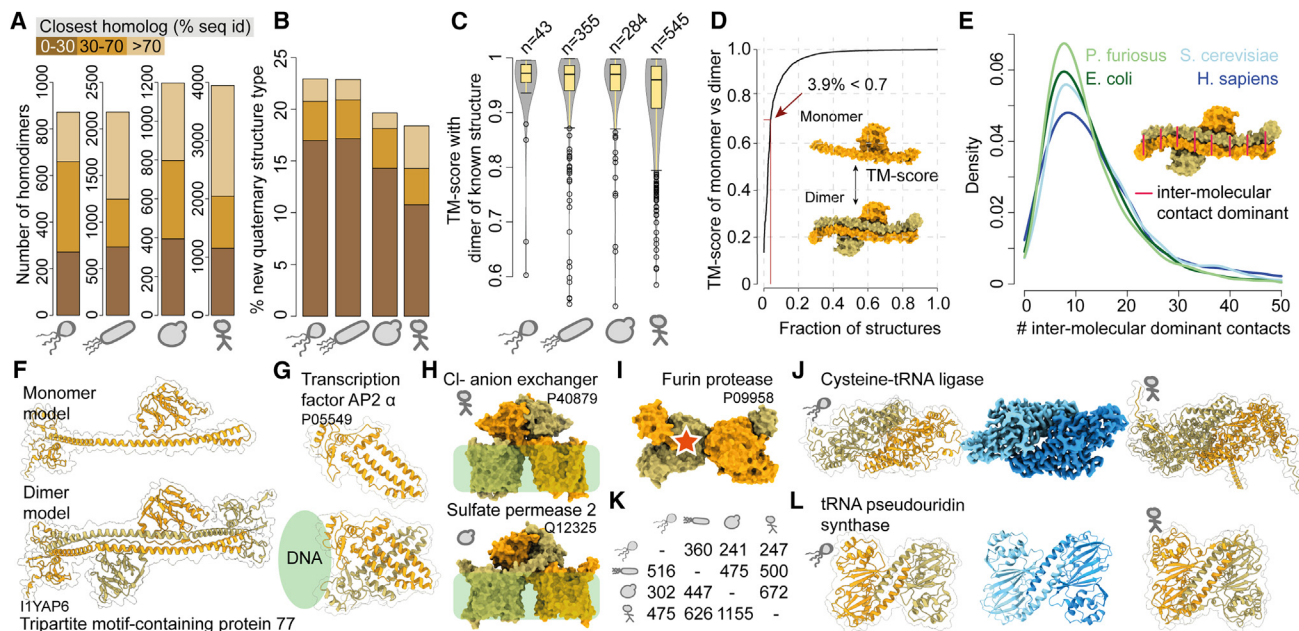 A
Closest homolog (% seq id)
0-30 30-70 >70
Number of homodimers
0 200 400 600 800 1000
0 500 1000 1500 2000 2500
0 200 400 600 800 1000 1200
0 1000 2000 3000 4000
B
% new quaternary structure type
0 5 10 15 20 25
C
n=43 n=355 n=284 n=545
TM-score with
dimer of known structure
0.6 0.7 0.8 0.9 1
D
TM-score of monomer vs dimer
0 0.2 0.4 0.6 0.8 1.0
3.9% < 0.7
Monomer
TM-score
Dimer
0 0.2 0.4 0.6 0.8 1.0
Fraction of structures
E
P. furiosus S. cerevisiae
E. coli H. sapiens
Density
0 0.02 0.04 0.06
inter-molecular
contact dominant
0 10 20 30 40 50
# inter-molecular dominant contacts
F
Monomer
model
Dimer
model
I1YAP6
Tripartite motif-containing protein 77
G
Transcription
factor AP2 α
P05549
DNA
H
Cl- anion exchanger
P40879
Sulfate permease 2
Q12325
I
Furin protease
P09958
J
Cysteine-tRNA ligase
K
- 360 241 247
516 - 475 500
302 447 - 672
475 626 1155 -
L
tRNA pseudouridin
synthase